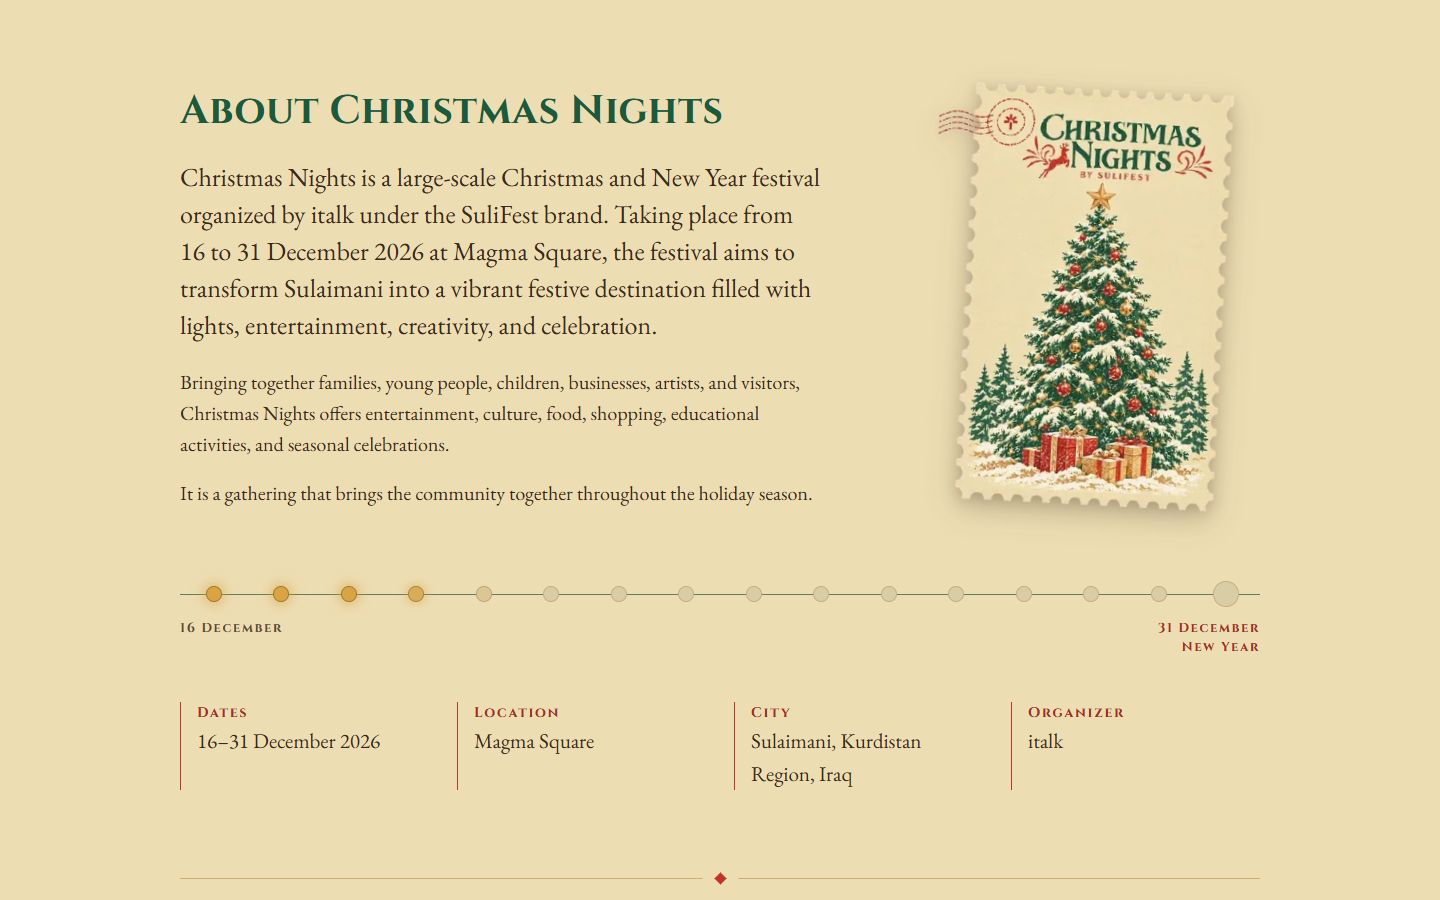 About Christmas Nights
Christmas Nights is a large-scale Christmas and New Year festival
organized by italk under the SuliFest brand. Taking place from
16 to 31 December 2026 at Magma Square, the festival aims to
transform Sulaimani into a vibrant festive destination filled with
lights, entertainment, creativity, and celebration.
Bringing together families, young people, children, businesses, artists, and visitors,
Christmas Nights offers entertainment, culture, food, shopping, educational
activities, and seasonal celebrations.
It is a gathering that brings the community together throughout the holiday season.
Christmas
Nights
BY SULIFEST
16 December
31 December
New Year
Dates
16–31 December 2026
Location
Magma Square
City
Sulaimani, Kurdistan
Region, Iraq
Organizer
italk